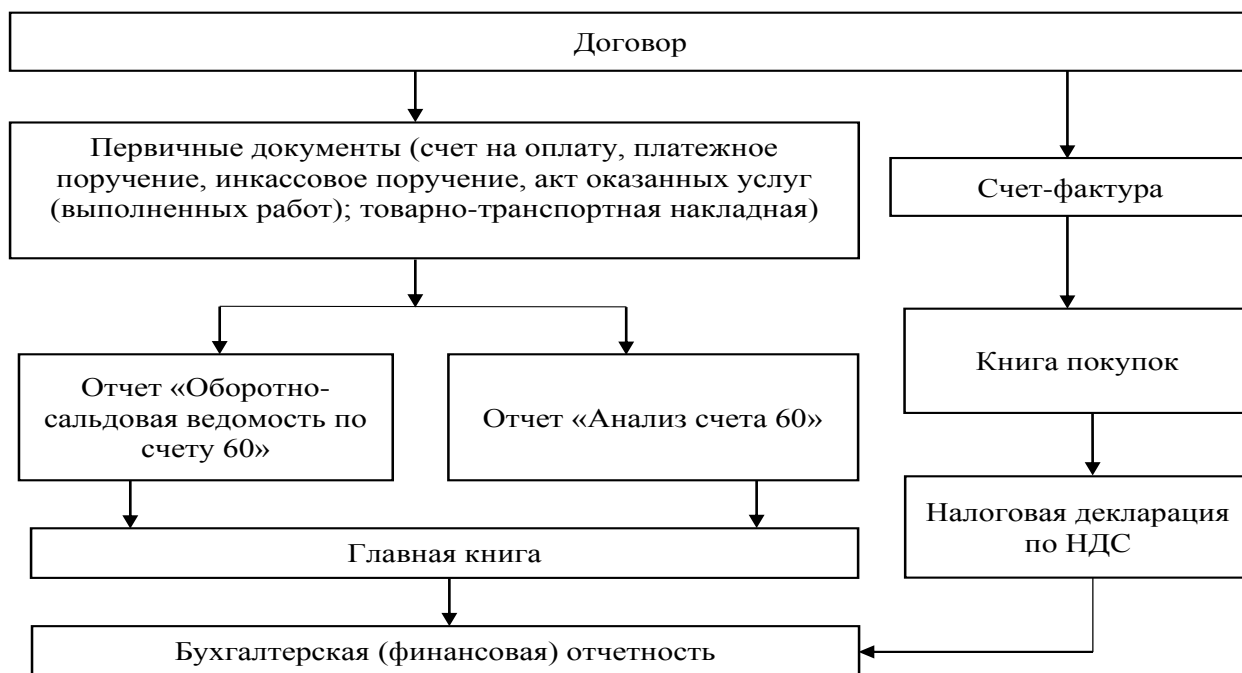 Договор
Первичные документы (счет на оплату, платежное
поручение, инкассовое поручение, акт оказанных услуг
(выполненных работ); товарно-транспортная накладная)
Счет-фактура
Книга покупок
Отчет «Оборотно-
сальдовая ведомость по
счету 60»
Отчет «Анализ счета 60»
Налоговая декларация
по НДС
Главная книга
Бухгалтерская (финансовая) отчетность